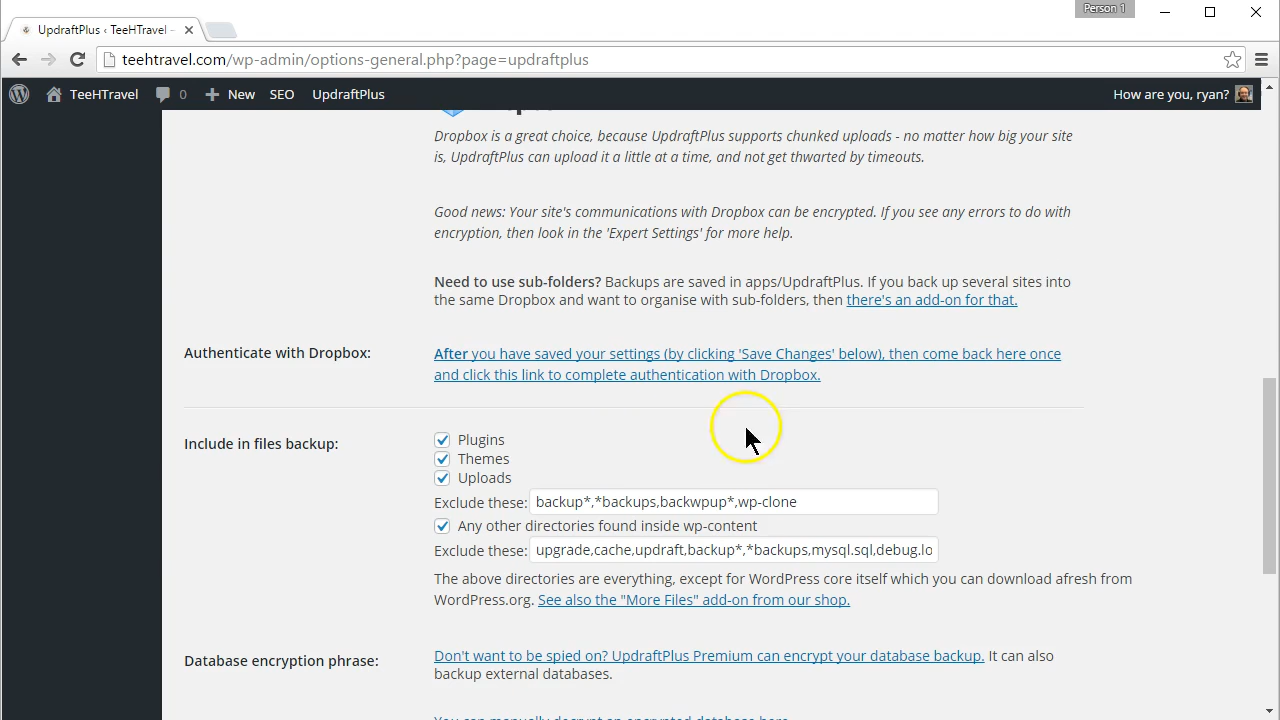 Person 1
UpdraftPlus ‹ TeeHTravel –
teehtravel.com/wp-admin/options-general.php?page=updraftplus
TeeHTravel 0 New SEO UpdraftPlus How are you, ryan?
Dropbox is a great choice, because UpdraftPlus supports chunked uploads - no matter how big your site
is, UpdraftPlus can upload it a little at a time, and not get thwarted by timeouts.
Good news: Your site's communications with Dropbox can be encrypted. If you see any errors to do with
encryption, then look in the 'Expert Settings' for more help.
Need to use sub-folders? Backups are saved in apps/UpdraftPlus. If you back up several sites into
the same Dropbox and want to organise with sub-folders, then there's an add-on for that.
Authenticate with Dropbox:
After you have saved your settings (by clicking 'Save Changes' below), then come back here once
and click this link to complete authentication with Dropbox.
Include in files backup:
Plugins
Themes
Uploads
Exclude these: backup*,*backups,backwpup*,wp-clone
Any other directories found inside wp-content
Exclude these: upgrade,cache,updraft,backup*,*backups,mysql.sql,debug.lo
The above directories are everything, except for WordPress core itself which you can download afresh from
WordPress.org. See also the "More Files" add-on from our shop.
Database encryption phrase:
Don't want to be spied on? UpdraftPlus Premium can encrypt your database backup. It can also
backup external databases.
You can manually decrypt an encrypted database here.